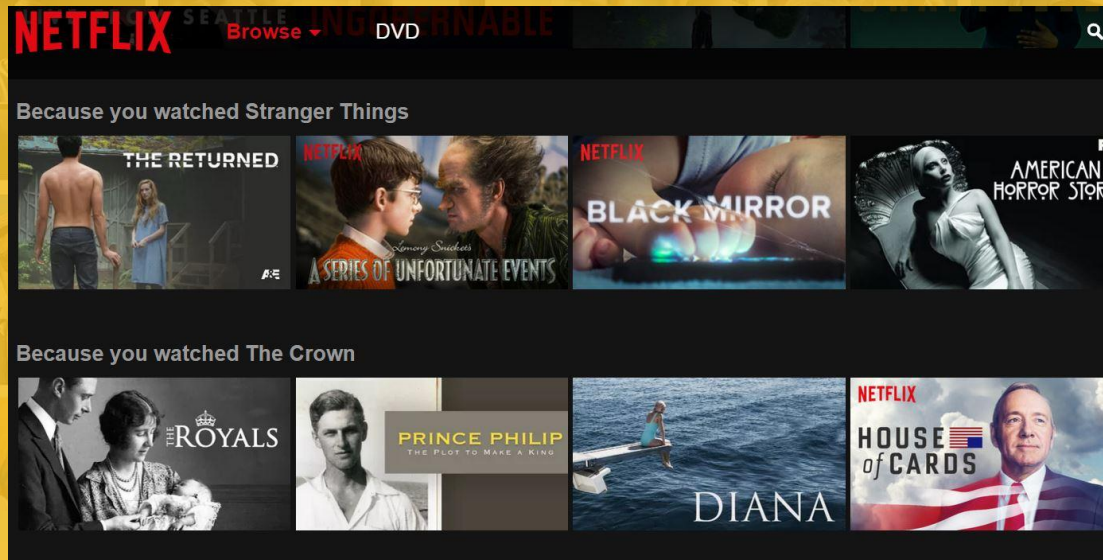 SEATTLE
INGOVERNABLE
NETFLIX
Browse
DVD
Because you watched Stranger Things
THE RETURNED
A&E
NETFLIX
Lemony Snicket's
A SERIES OF UNFORTUNATE EVENTS
NETFLIX
BLACK MIRROR
AMERICAN
HORROR STOR
Because you watched The Crown
THE ROYALS
PRINCE PHILIP
THE PLOT TO MAKE A KING
DIANA
NETFLIX
HOUSE
of CARDS